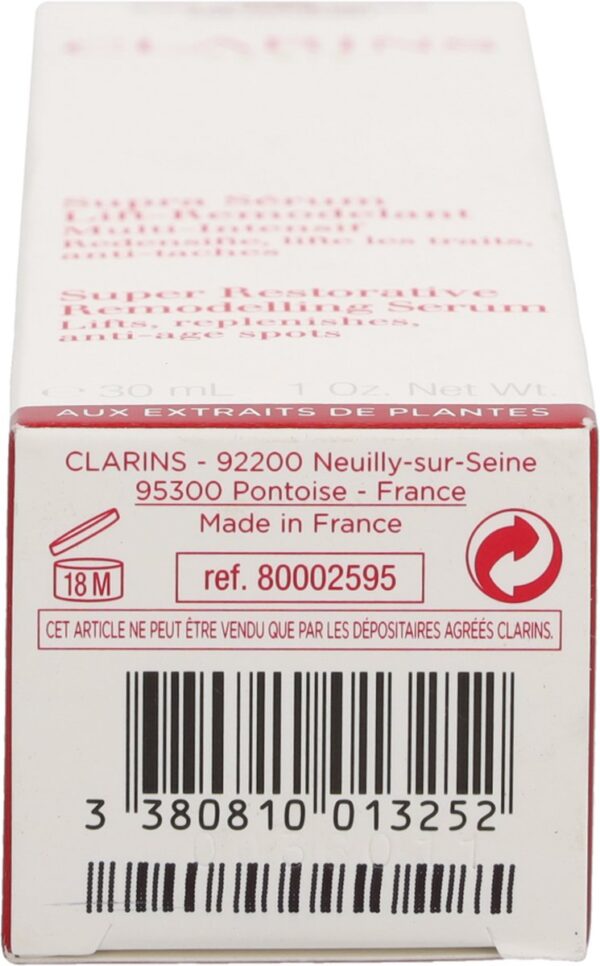 CLARINS
Supra Sérum
Lift-Remodelant
Multi-Intensif
Redensifie, lifte les traits,
anti-taches
Super Restorative
Remodelling Serum
Lifts, replenishes,
anti-age spots
e 30 mL 1 Oz. Net Wt.
AUX EXTRAITS DE PLANTES
CLARINS - 92200 Neuilly-sur-Seine
95300 Pontoise - France
Made in France
18 M
ref. 80002595
CET ARTICLE NE PEUT ÊTRE VENDU QUE PAR LES DÉPOSITAIRES AGRÉÉS CLARINS.
3 380810 013252